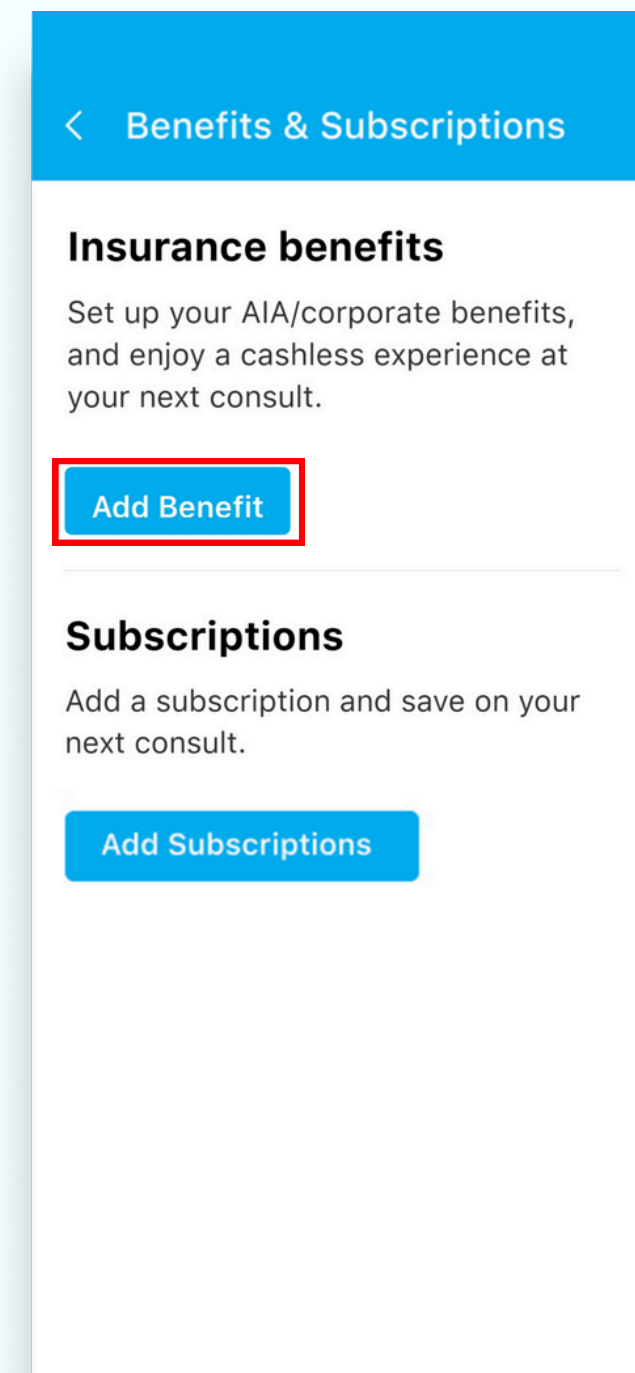 Benefits & Subscriptions
Insurance benefits
Set up your AIA/corporate benefits,
and enjoy a cashless experience at
your next consult.
Add Benefit
Subscriptions
Add a subscription and save on your
next consult.
Add Subscriptions